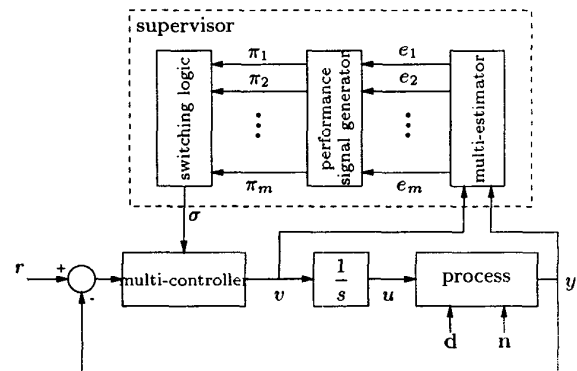 supervisor
switching logic
π₁
π₂
⋮
πₘ
performance
signal generator
e₁
e₂
⋮
eₘ
multi-estimator
σ
r
+
-
multi-controller
v
1
s
u
process
y
d
n